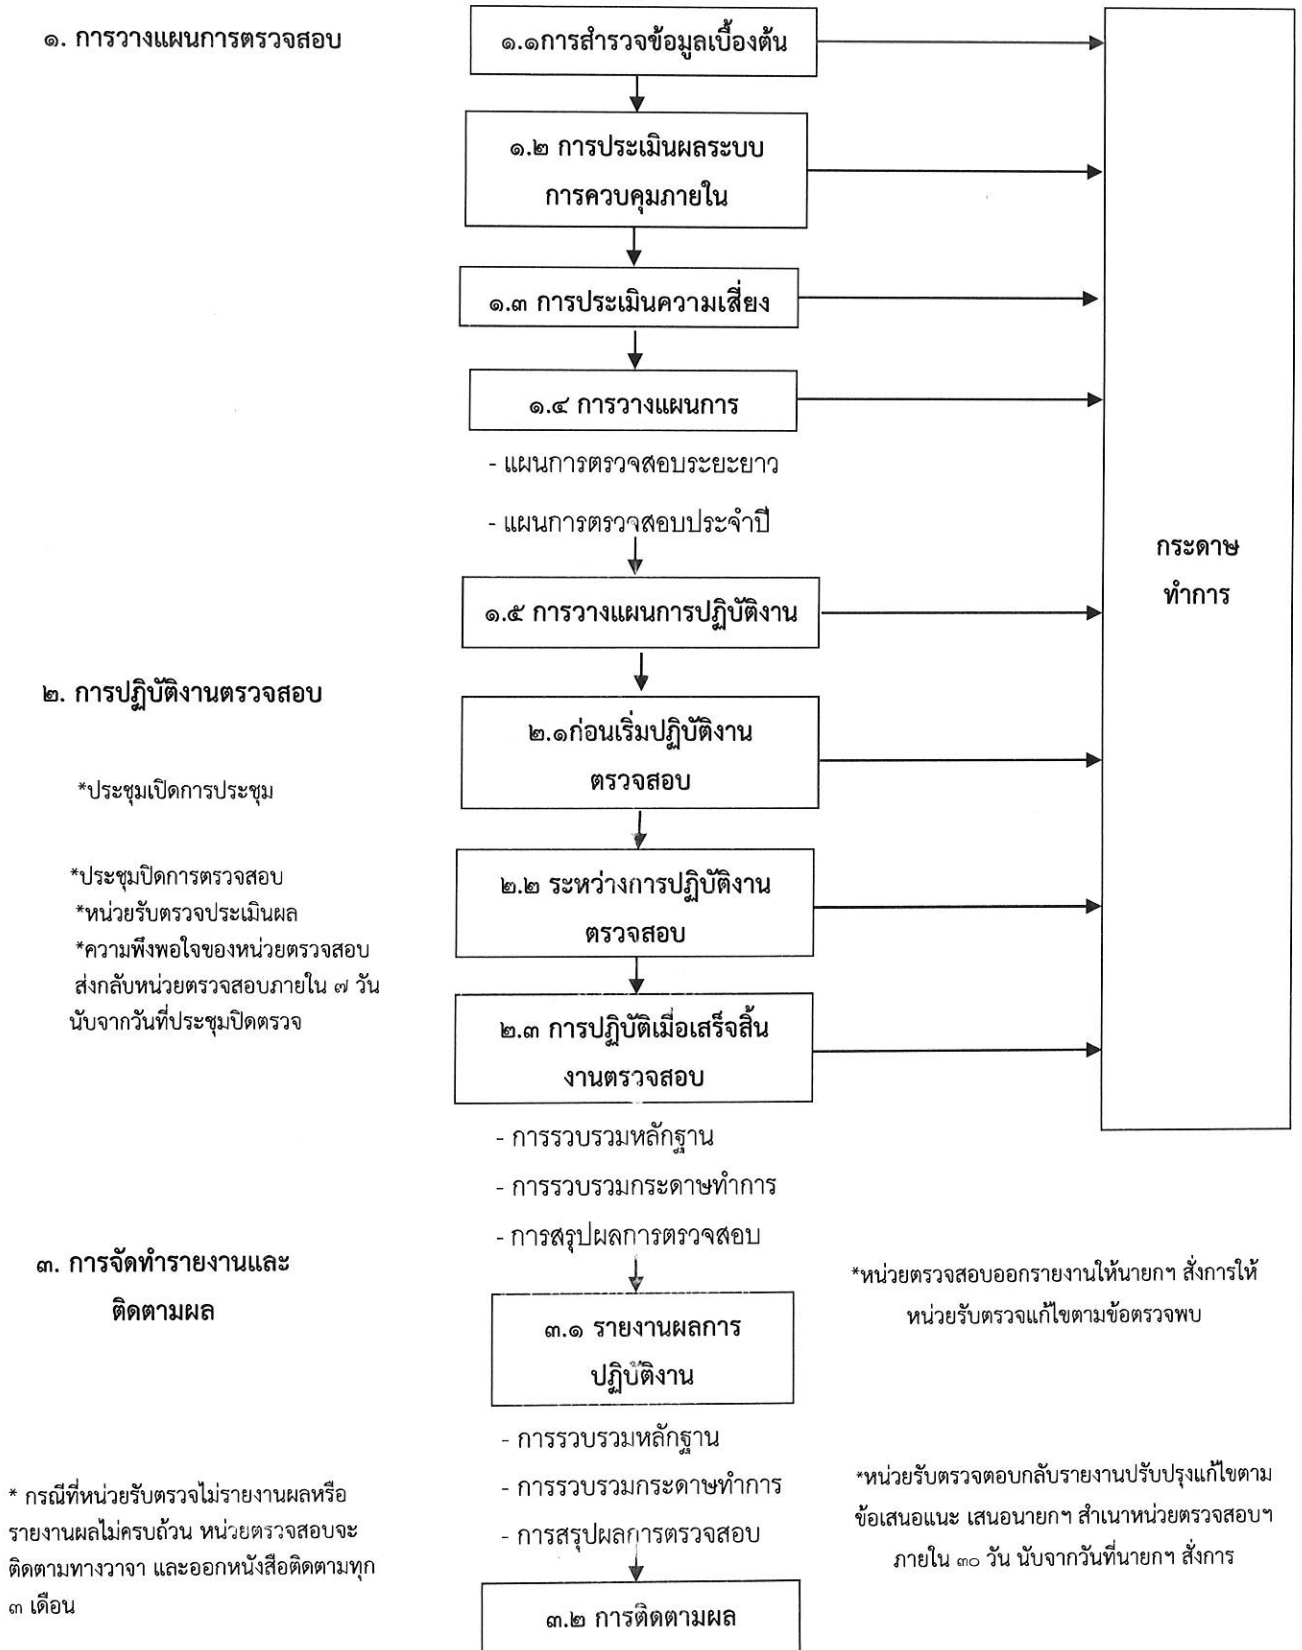 ๑. การวางแผนการตรวจสอบ
๑.๑การสำรวจข้อมูลเบื้องต้น
๑.๒ การประเมินผลระบบ
การควบคุมภายใน
๑.๓ การประเมินความเสี่ยง
๑.๔ การวางแผนการ
- แผนการตรวจสอบระยะยาว
- แผนการตรวจสอบประจำปี
กระดาษ
ทำการ
๑.๕ การวางแผนการปฏิบัติงาน
๒. การปฏิบัติงานตรวจสอบ
๒.๑ก่อนเริ่มปฏิบัติงาน
ตรวจสอบ
*ประชุมเปิดการประชุม
*ประชุมปิดการตรวจสอบ
*หน่วยรับตรวจประเมินผล
*ความพึงพอใจของหน่วยตรวจสอบ
ส่งกลับหน่วยตรวจสอบภายใน ๗ วัน
นับจากวันที่ประชุมปิดตรวจ
๒.๒ ระหว่างการปฏิบัติงาน
ตรวจสอบ
๒.๓ การปฏิบัติเมื่อเสร็จสิ้น
งานตรวจสอบ
- การรวบรวมหลักฐาน
- การรวบรวมกระดาษทำการ
- การสรุปผลการตรวจสอบ
๓. การจัดทำรายงานและ
ติดตามผล
*หน่วยตรวจสอบออกรายงานให้นายกฯ สั่งการให้
หน่วยรับตรวจแก้ไขตามข้อตรวจพบ
๓.๑ รายงานผลการ
ปฏิบัติงาน
- การรวบรวมหลักฐาน
- การรวบรวมกระดาษทำการ
- การสรุปผลการตรวจสอบ
* กรณีที่หน่วยรับตรวจไม่รายงานผลหรือ
รายงานผลไม่ครบถ้วน หน่วยตรวจสอบจะ
ติดตามทางวาจา และออกหนังสือติดตามทุก
๓ เดือน
*หน่วยรับตรวจตอบกลับรายงานปรับปรุงแก้ไขตาม
ข้อเสนอแนะ เสนอนายกฯ สำเนาหน่วยตรวจสอบฯ
ภายใน ๓๐ วัน นับจากวันที่นายกฯ สั่งการ
๓.๒ การติดตามผล